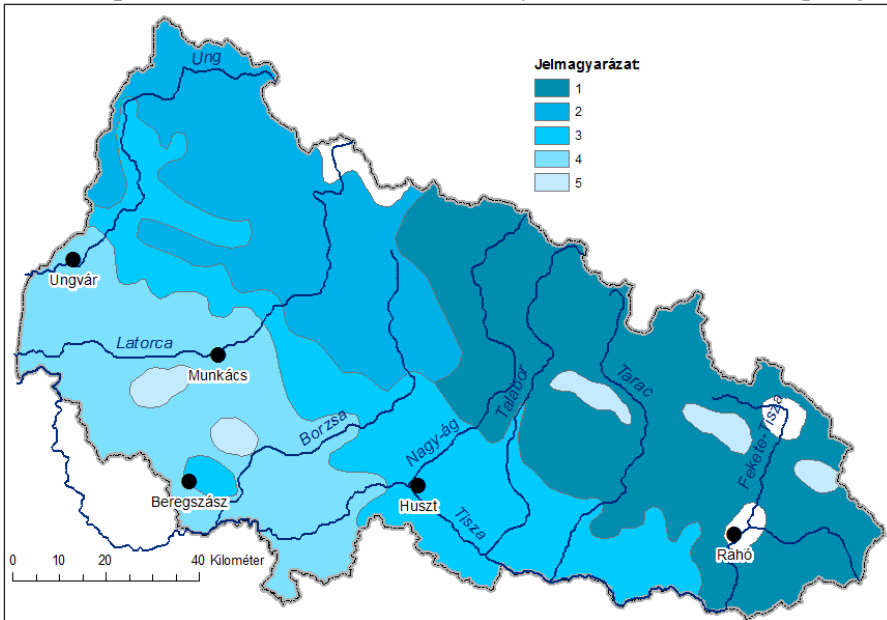 Jelmagyarázat:
1
2
3
4
5
Ung
Ungvár
Latorca
Munkács
Borzsa
Nagy-ág
Talabor
Tarac
Fekete-Tisza
Beregszász
Huszt
Tisza
Rahó
0 10 20 40 Kilométer